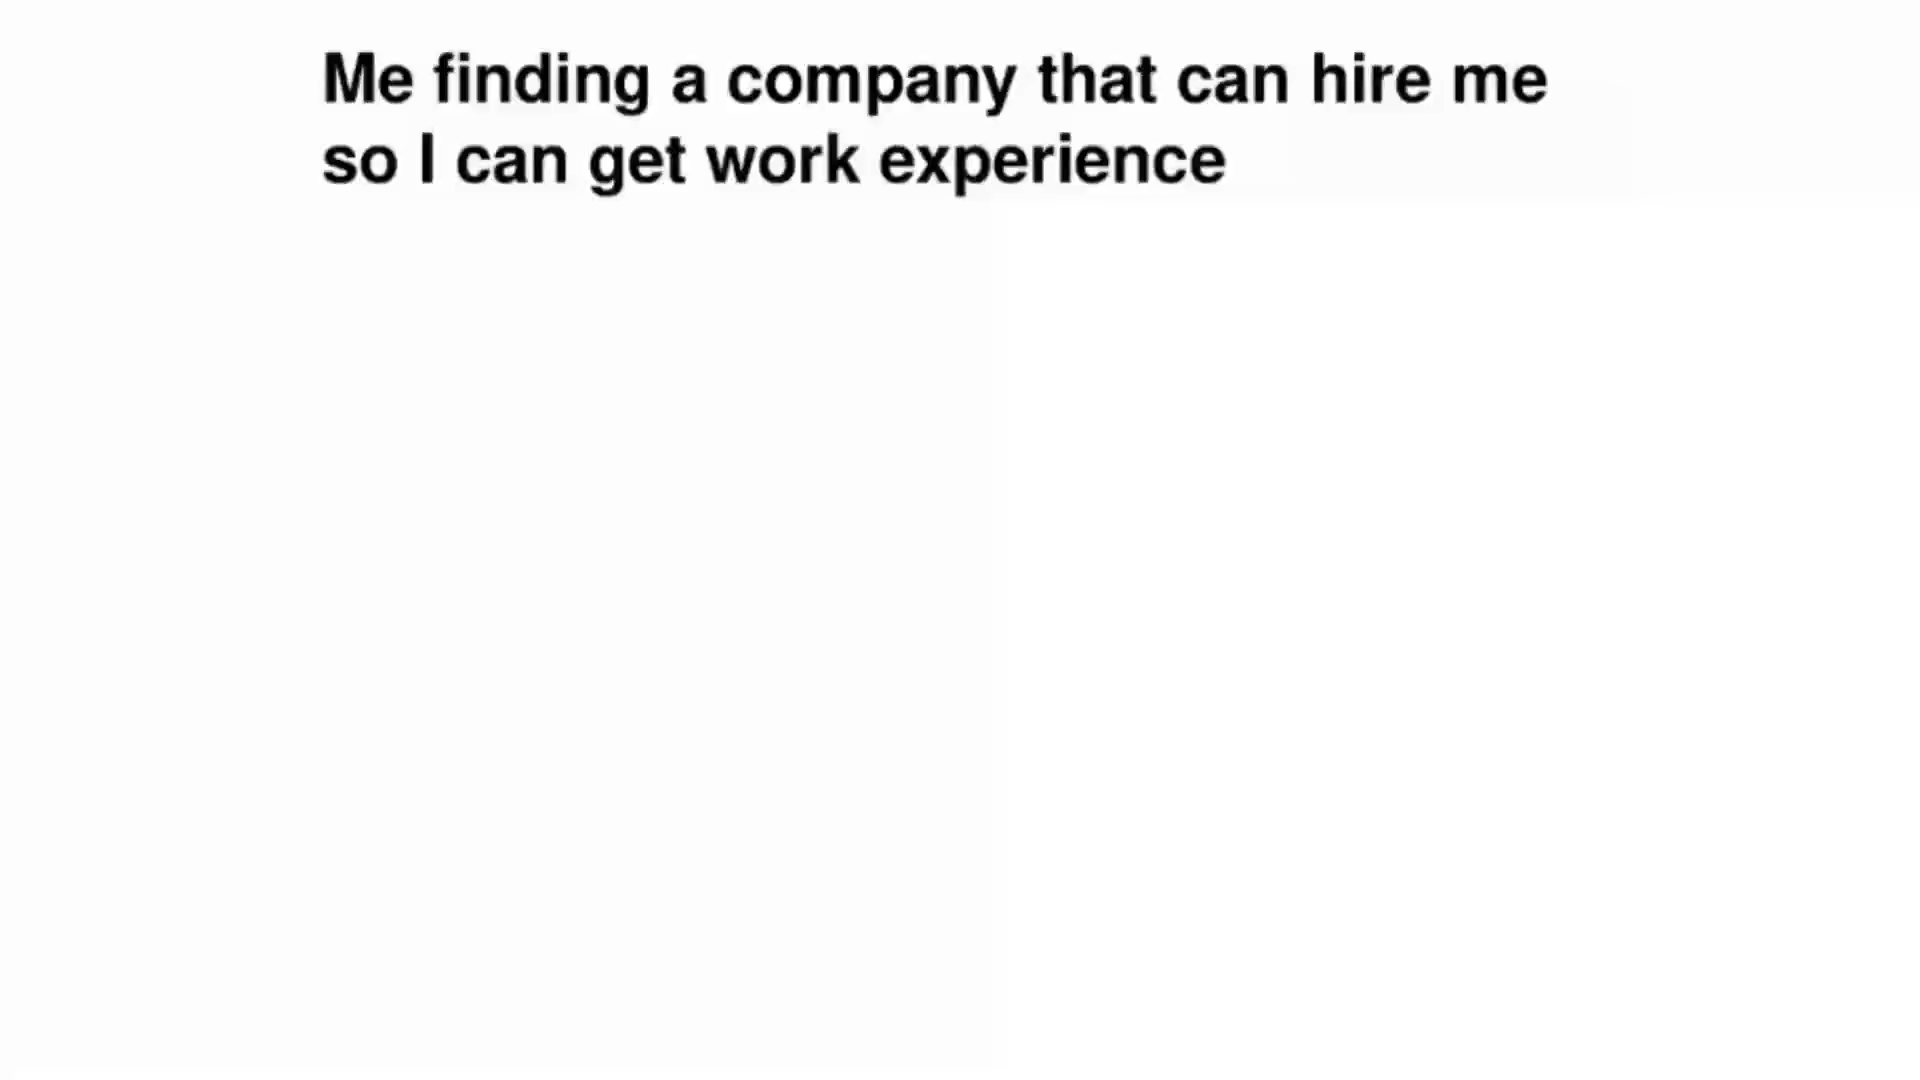 Me finding a company that can hire me
so I can get work experience